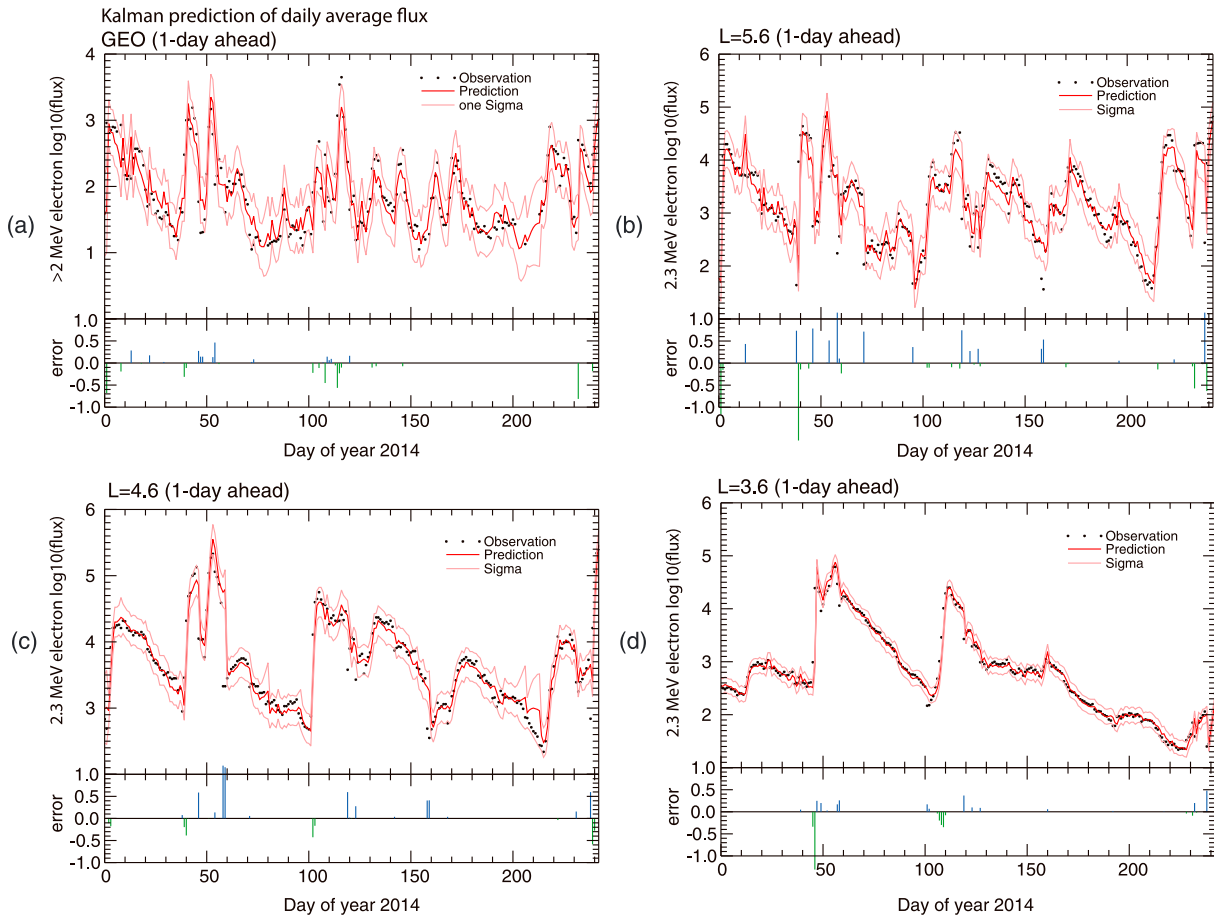 Kalman prediction of daily average flux
GEO (1-day ahead)
(a)
>2 MeV electron log10(flux)
4
3
2
1
Observation
Prediction
one Sigma
error
1.0
0.5
0.0
-0.5
-1.0
0 50 100 150 200
Day of year 2014
L=5.6 (1-day ahead)
(b)
2.3 MeV electron log10(flux)
6
5
4
3
2
1
Observation
Prediction
Sigma
error
1.0
0.5
0.0
-0.5
-1.0
0 50 100 150 200
Day of year 2014
L=4.6 (1-day ahead)
(c)
2.3 MeV electron log10(flux)
6
5
4
3
Observation
Prediction
Sigma
error
1.0
0.5
0.0
-0.5
-1.0
0 50 100 150 200
Day of year 2014
L=3.6 (1-day ahead)
(d)
2.3 MeV electron log10(flux)
6
5
4
3
2
1
Observation
Prediction
Sigma
error
1.0
0.5
0.0
-0.5
-1.0
0 50 100 150 200
Day of year 2014